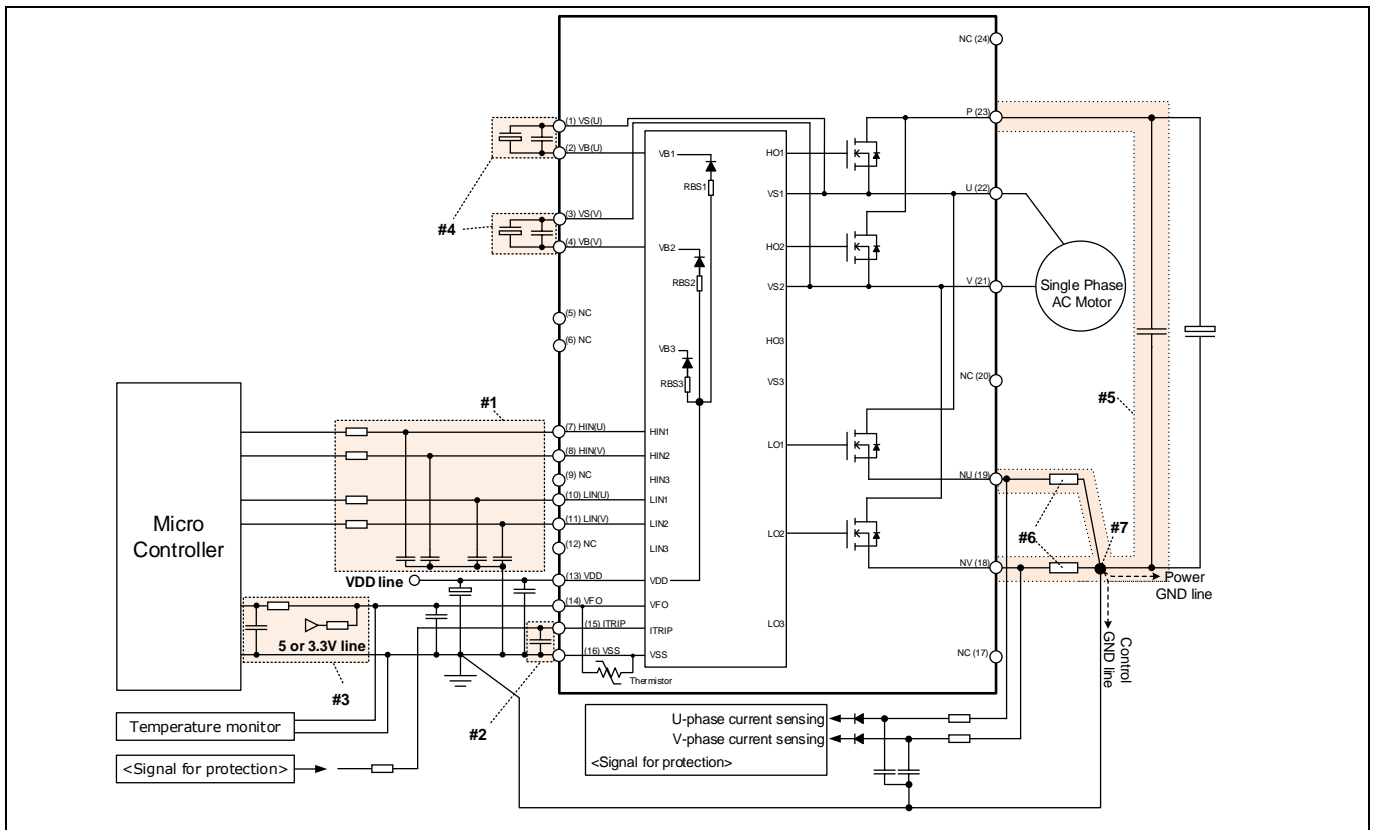 NC (24)
P (23)
(1) VS(U)
(2) VB(U)
VB1
HO1
RBS1
VS1
U (22)
#4
(3) VS(V)
(4) VB(V)
VB2
HO2
RBS2
VS2
V (21)
Single Phase
AC Motor
(5) NC
(6) NC
VB3
HO3
RBS3
VS3
NC (20)
#5
#1
(7) HIN(U)
HIN1
(8) HIN(V)
HIN2
LO1
(9) NC
HIN3
NU (19)
(10) LIN(U)
LIN1
(11) LIN(V)
LIN2
LO2
#6
#7
Micro
Controller
(12) NC
LIN3
NV (18)
VDD line
(13) VDD
VDD
Power
GND line
(14) VFO
VFO
(15) ITRIP
ITRIP
LO3
5 or 3.3V line
(16) VSS
VSS
NC (17)
Control
GND line
Thermistor
#3
#2
Temperature monitor
<Signal for protection>
U-phase current sensing
V-phase current sensing
<Signal for protection>